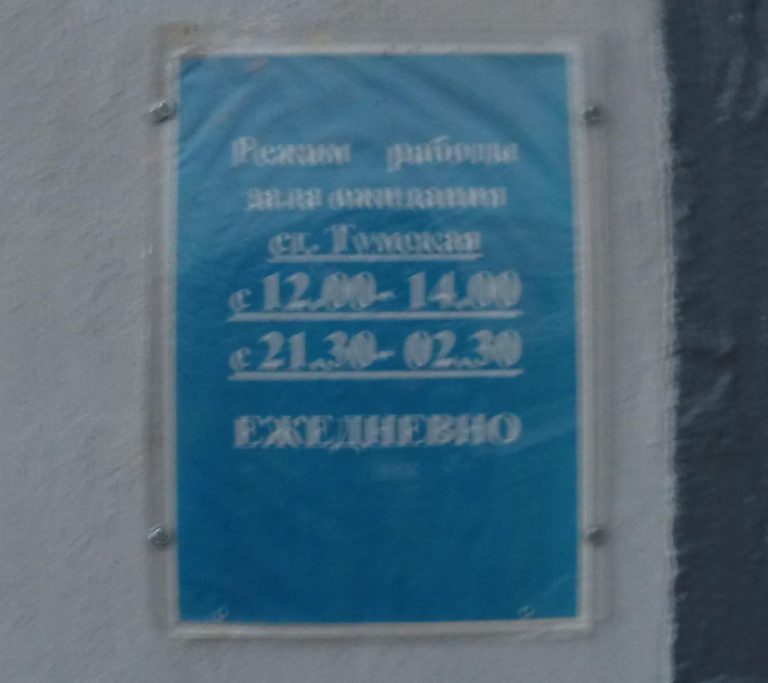 Режим работы
зала ожидания
ст. Тумская
с 12.00- 14.00
с 21.30- 02.30
ЕЖЕДНЕВНО